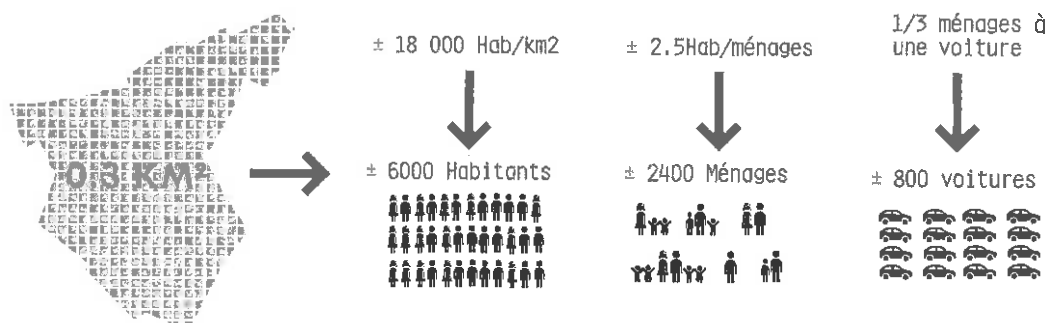 0.3 KM²
± 18 000 Hab/km2
± 6000 Habitants
± 2.5Hab/ménages
± 2400 Ménages
1/3 ménages à
une voiture
± 800 voitures